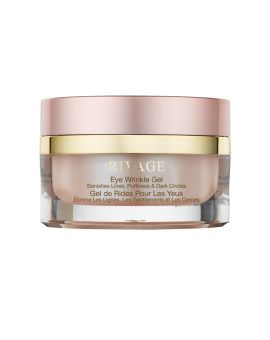 RIVAGE
Eye Wrinkle Gel
Banishes Lines, Puffiness & Dark Circles
Gel de Rides Pour Les Yeux
Elimine Les Lignes, Les Gonflements et Les Cernes